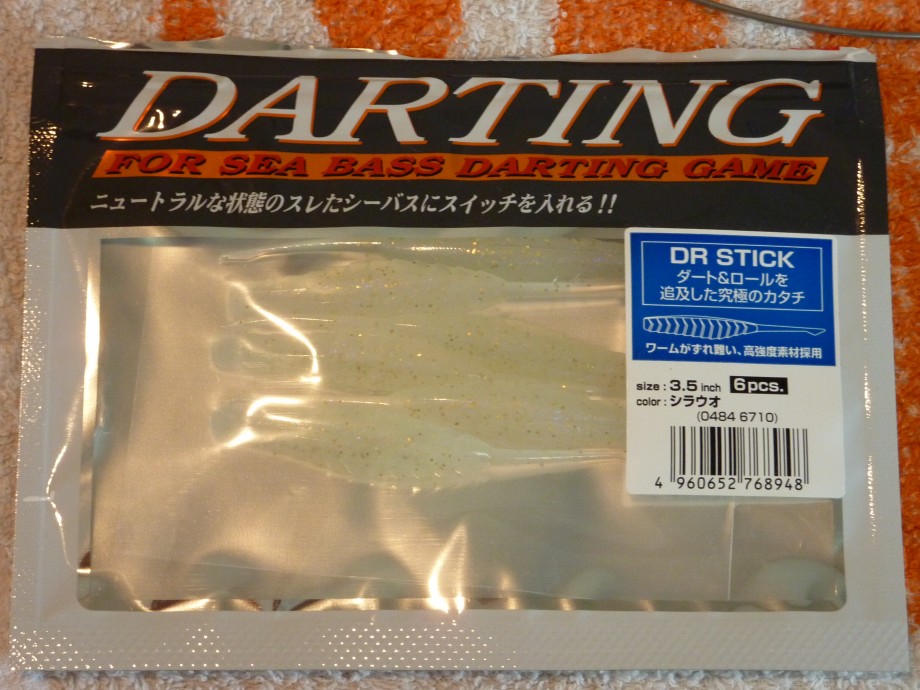 DARTING
FOR SEA BASS DARTING GAME
ニュートラルな状態のスレたシーバスにスイッチを入れる!!
DR STICK
ダート&ロールを
追及した究極のカタチ
ワームがずれ難い、高強度素材採用
size : 3.5 inch 6pcs.
color : シラウオ
(0484 6710)
4 960652 768948